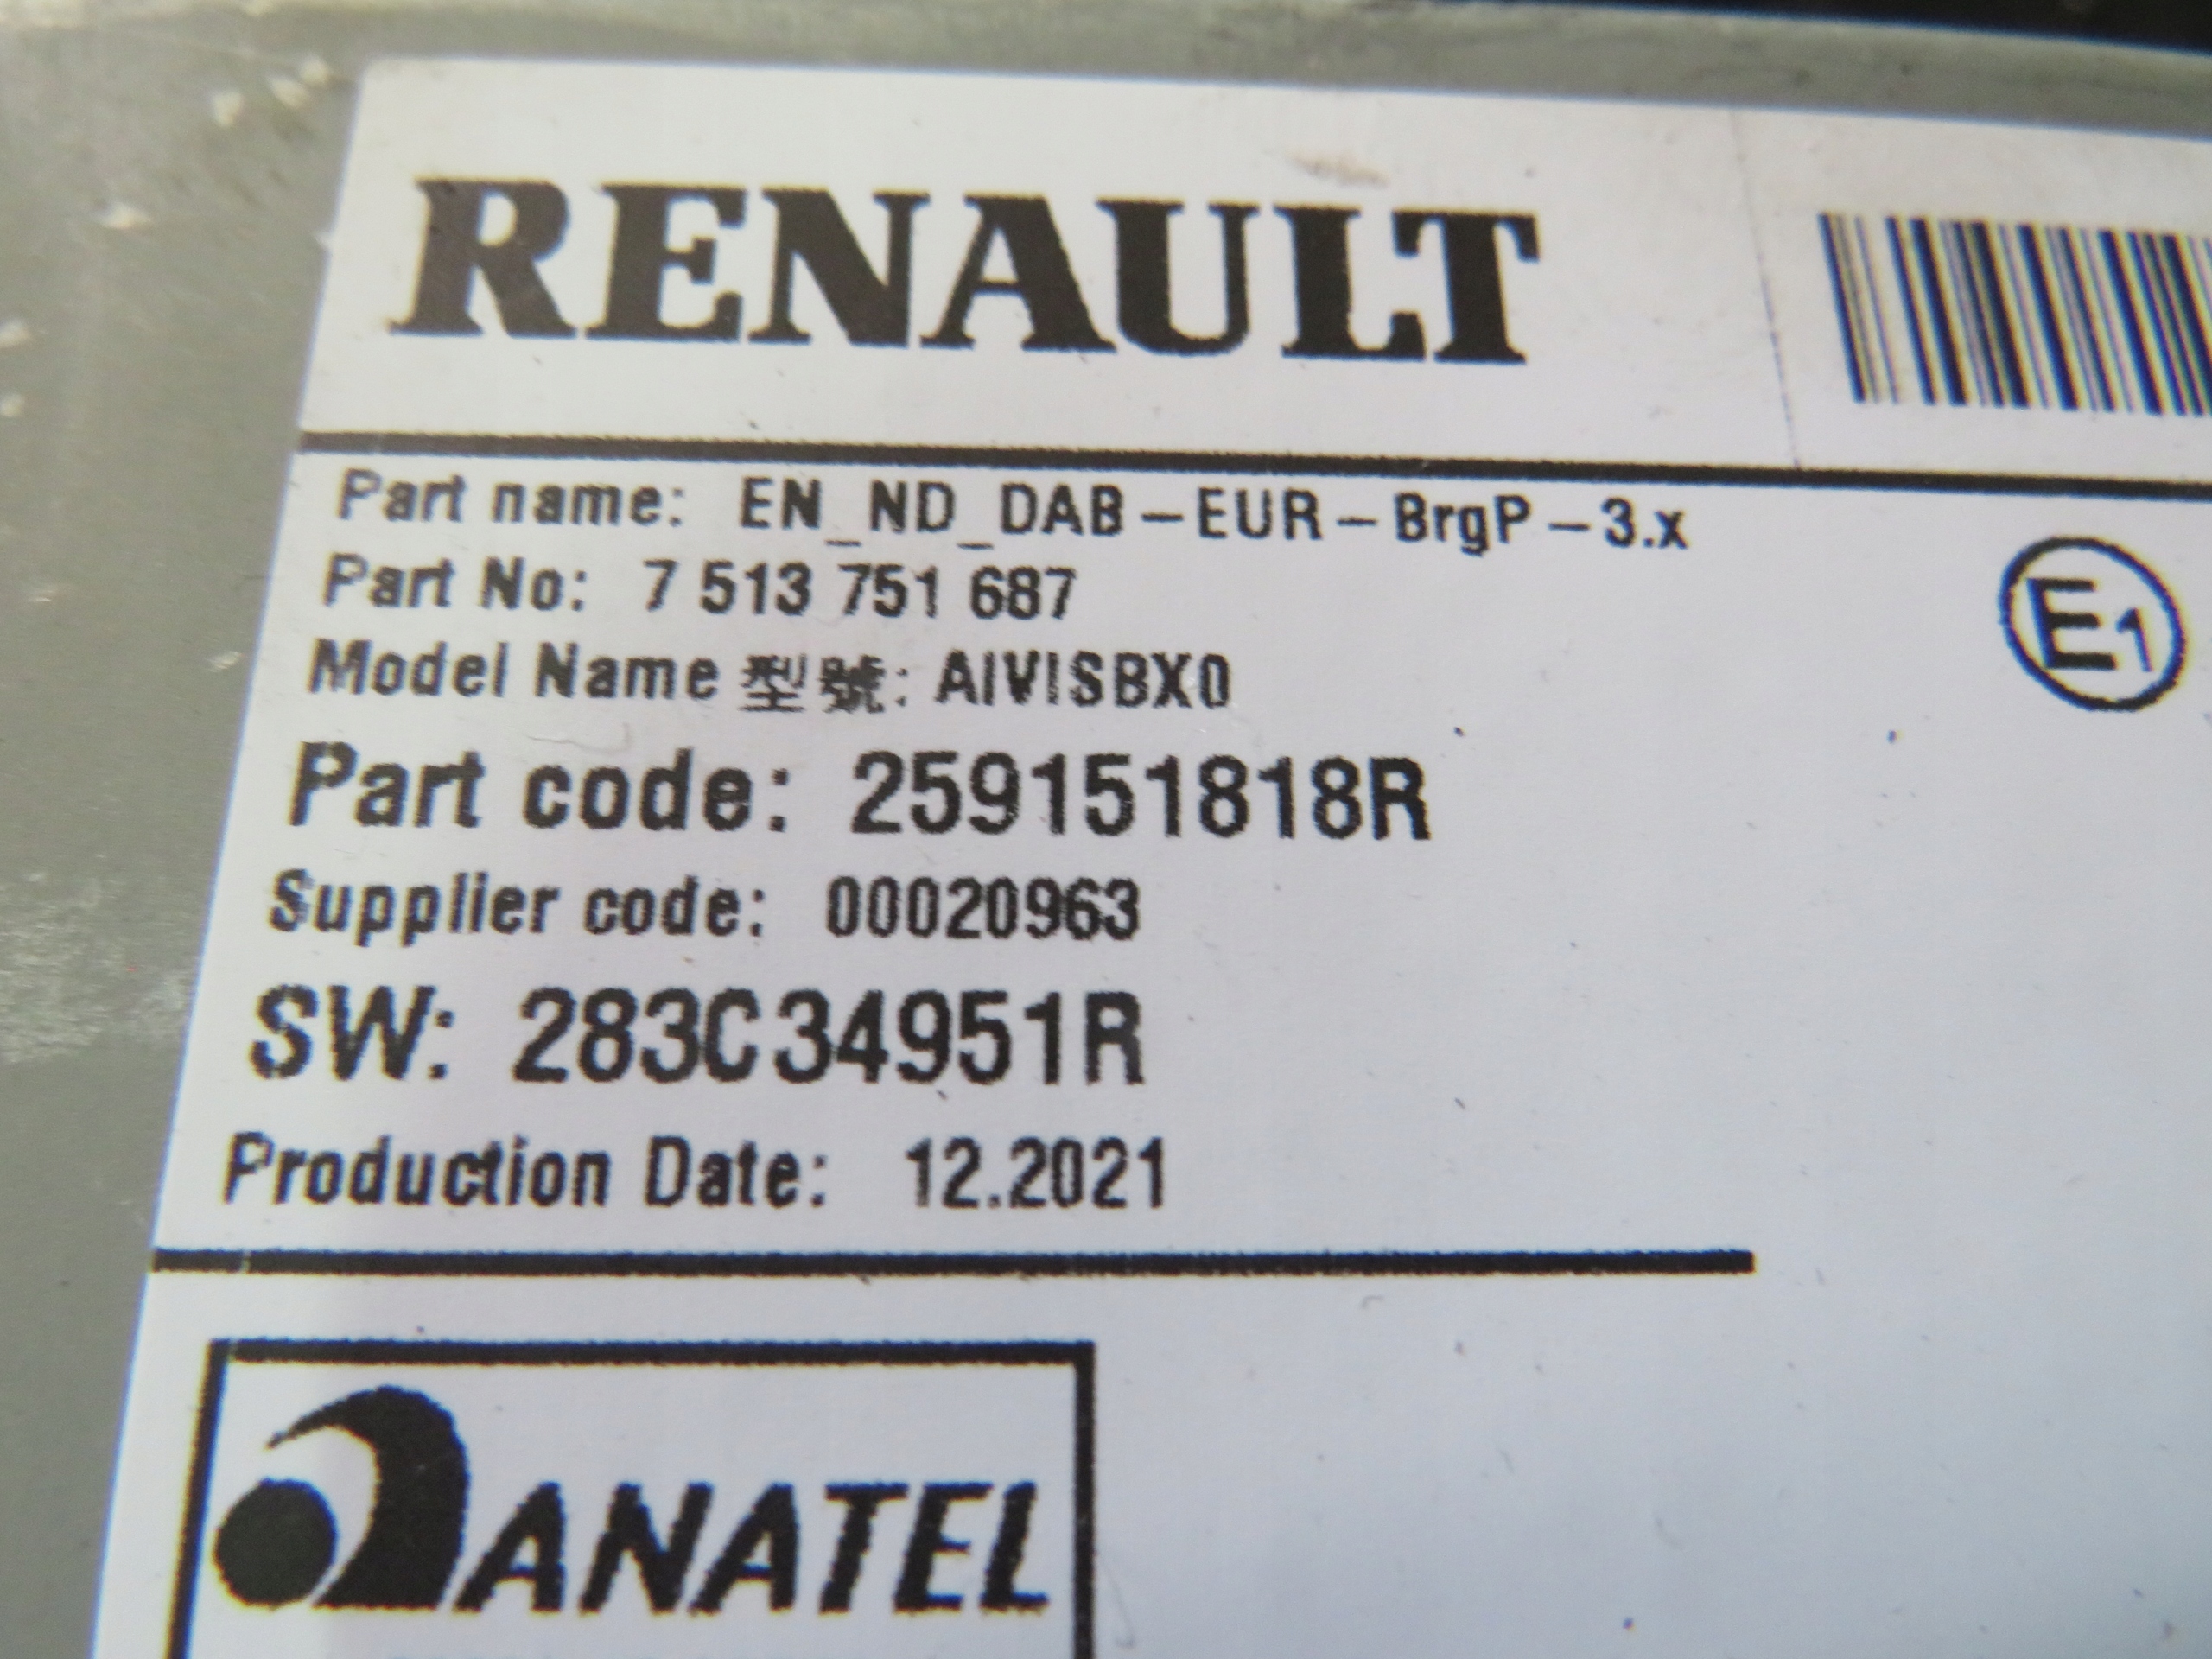 RENAULT
Part name: EN_ND_DAB-EUR-BrgP-3.x
Part No: 7 513 751 687
E1
Model Name 型號: AIVISBX0
Part code: 259151818R
Supplier code: 00020963
SW: 283C34951R
Production Date: 12.2021
ANATEL